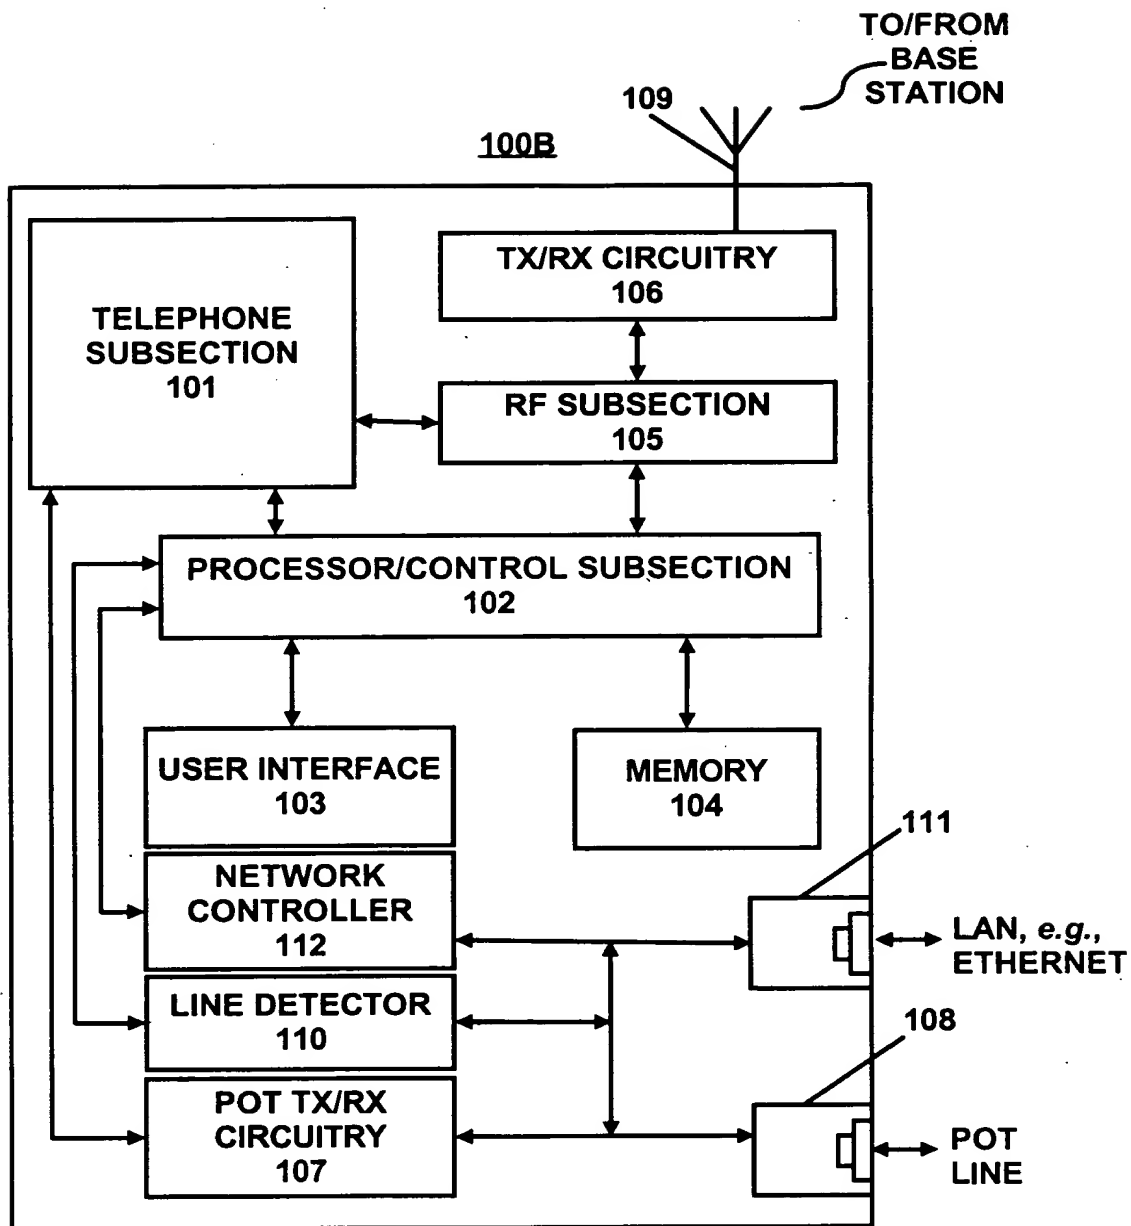 TO/FROM
BASE
STATION
109
100B
TX/RX CIRCUITRY
106
TELEPHONE
SUBSECTION
101
RF SUBSECTION
105
PROCESSOR/CONTROL SUBSECTION
102
USER INTERFACE
103
MEMORY
104
111
NETWORK
CONTROLLER
112
LAN, e.g.,
ETHERNET
LINE DETECTOR
110
108
POT TX/RX
CIRCUITRY
107
POT
LINE